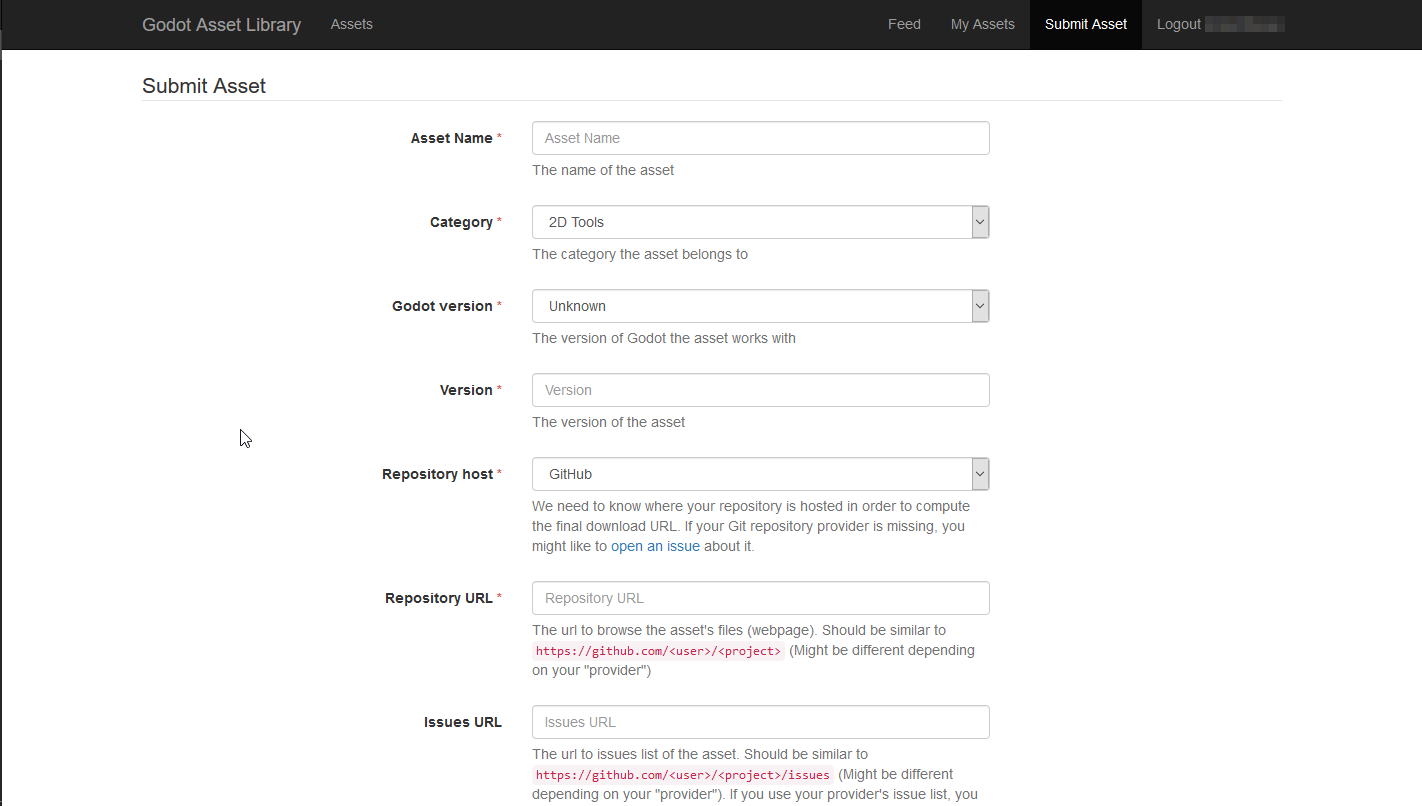 Godot Asset Library Assets Feed My Assets Submit Asset Logout
Submit Asset
Asset Name * Asset Name
The name of the asset
Category * 2D Tools
The category the asset belongs to
Godot version * Unknown
The version of Godot the asset works with
Version * Version
The version of the asset
Repository host * GitHub
We need to know where your repository is hosted in order to compute
the final download URL. If your Git repository provider is missing, you
might like to open an issue about it.
Repository URL * Repository URL
The url to browse the asset's files (webpage). Should be similar to
https://github.com/<user>/<project> (Might be different depending
on your "provider")
Issues URL Issues URL
The url to issues list of the asset. Should be similar to
https://github.com/<user>/<project>/issues (Might be different
depending on your "provider"). If you use your provider's issue list, you